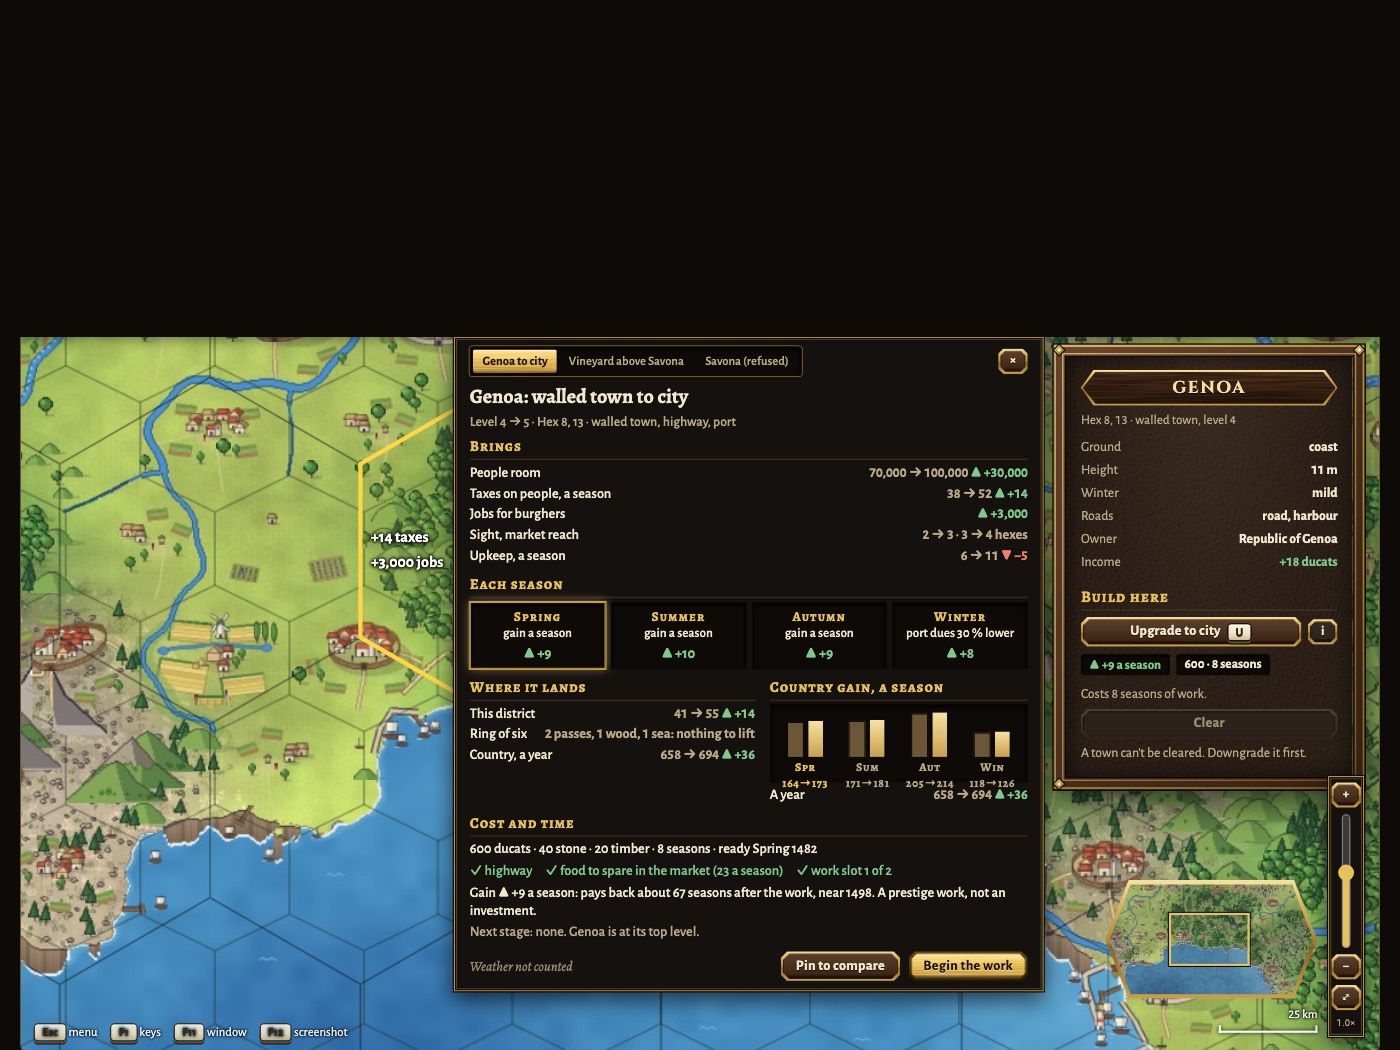 Genoa to city Vineyard above Savona Savona (refused) ×
Genoa: walled town to city
Level 4 → 5 · Hex 8, 13 · walled town, highway, port
BRINGS
People room 70,000 → 100,000 ▲ +30,000
Taxes on people, a season 38 → 52 ▲ +14
Jobs for burghers ▲ +3,000
Sight, market reach 2 → 3 · 3 → 4 hexes
Upkeep, a season 6 → 11 ▼ −5
EACH SEASON
SPRING
gain a season
▲ +9
SUMMER
gain a season
▲ +10
AUTUMN
gain a season
▲ +9
WINTER
port dues 30 % lower
▲ +8
WHERE IT LANDS
This district 41 → 55 ▲ +14
Ring of six 2 passes, 1 wood, 1 sea: nothing to lift
Country, a year 658 → 694 ▲ +36
COUNTRY GAIN, A SEASON
SPR SUM AUT WIN
164→173 171→181 205→214 118→126
A year 658 → 694 ▲ +36
COST AND TIME
600 ducats · 40 stone · 20 timber · 8 seasons · ready Spring 1482
✓ highway ✓ food to spare in the market (23 a season) ✓ work slot 1 of 2
Gain ▲ +9 a season: pays back about 67 seasons after the work, near 1498. A prestige work, not an
investment.
Next stage: none. Genoa is at its top level.
Weather not counted Pin to compare Begin the work
+14 taxes
+3,000 jobs
GENOA
Hex 8, 13 · walled town, level 4
Ground coast
Height 11 m
Winter mild
Roads road, harbour
Owner Republic of Genoa
Income +18 ducats
BUILD HERE
Upgrade to city U i
▲ +9 a season 600 · 8 seasons
Costs 8 seasons of work.
Clear
A town can't be cleared. Downgrade it first.
+
−
25 km
1.0×
Esc menu F1 keys F11 window F12 screenshot